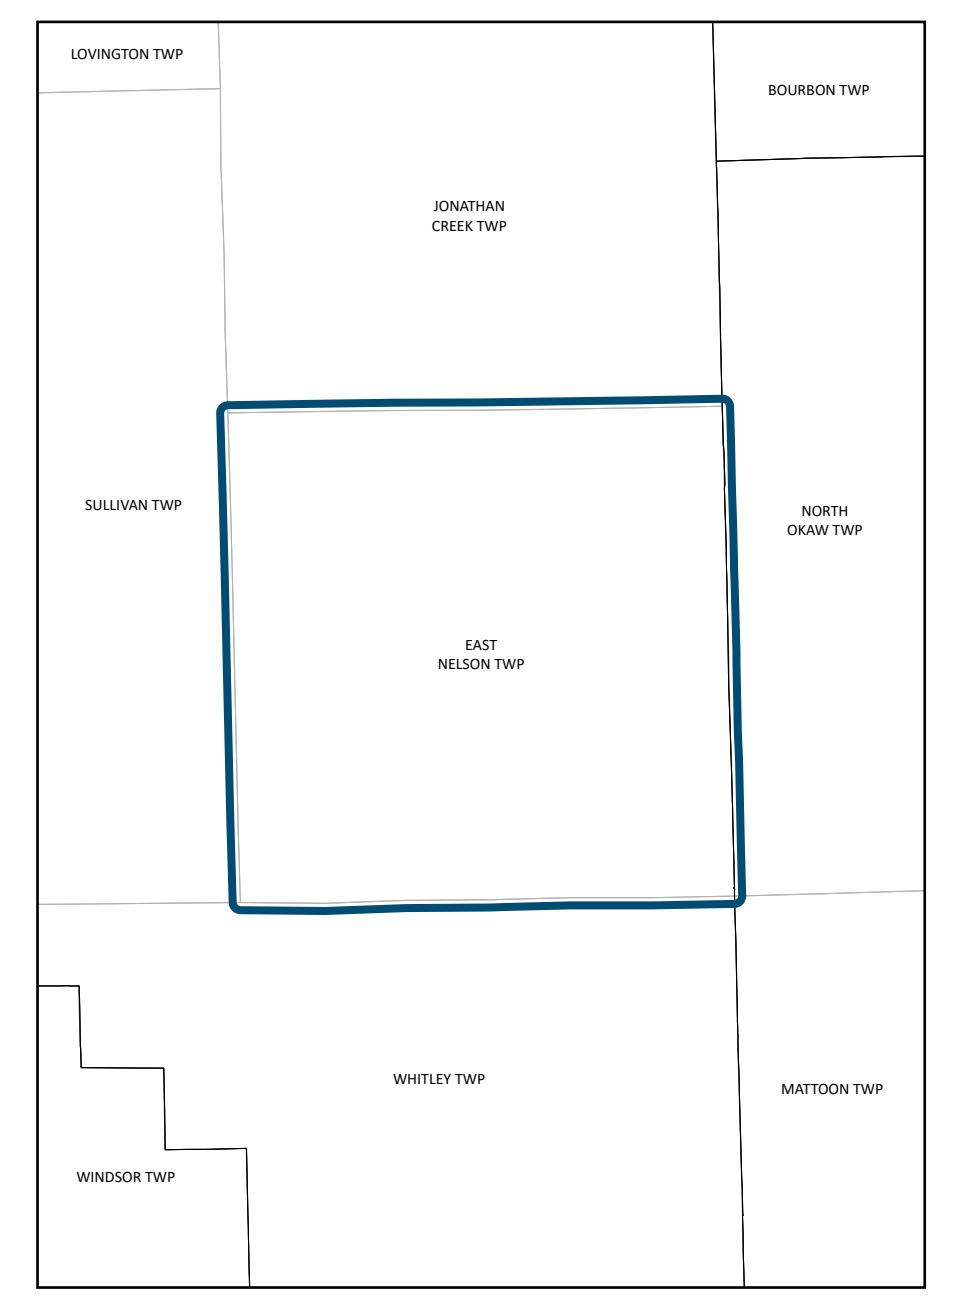 LOVINGTON TWP
BOURBON TWP
JONATHAN
CREEK TWP
SULLIVAN TWP
NORTH
OKAW TWP
EAST
NELSON TWP
WHITLEY TWP
MATTOON TWP
WINDSOR TWP